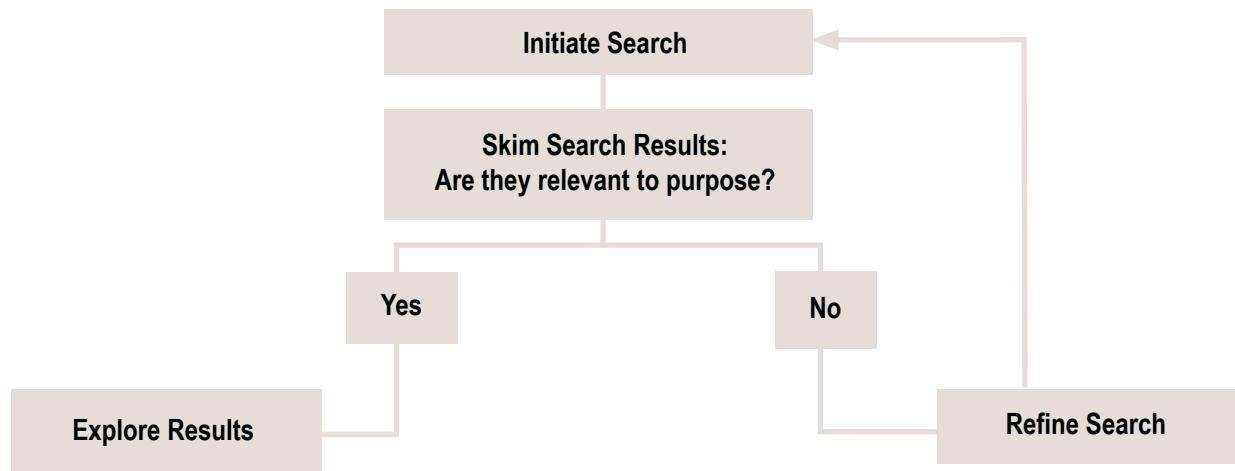 Initiate Search
Skim Search Results:
Are they relevant to purpose?
Yes
No
Explore Results
Refine Search